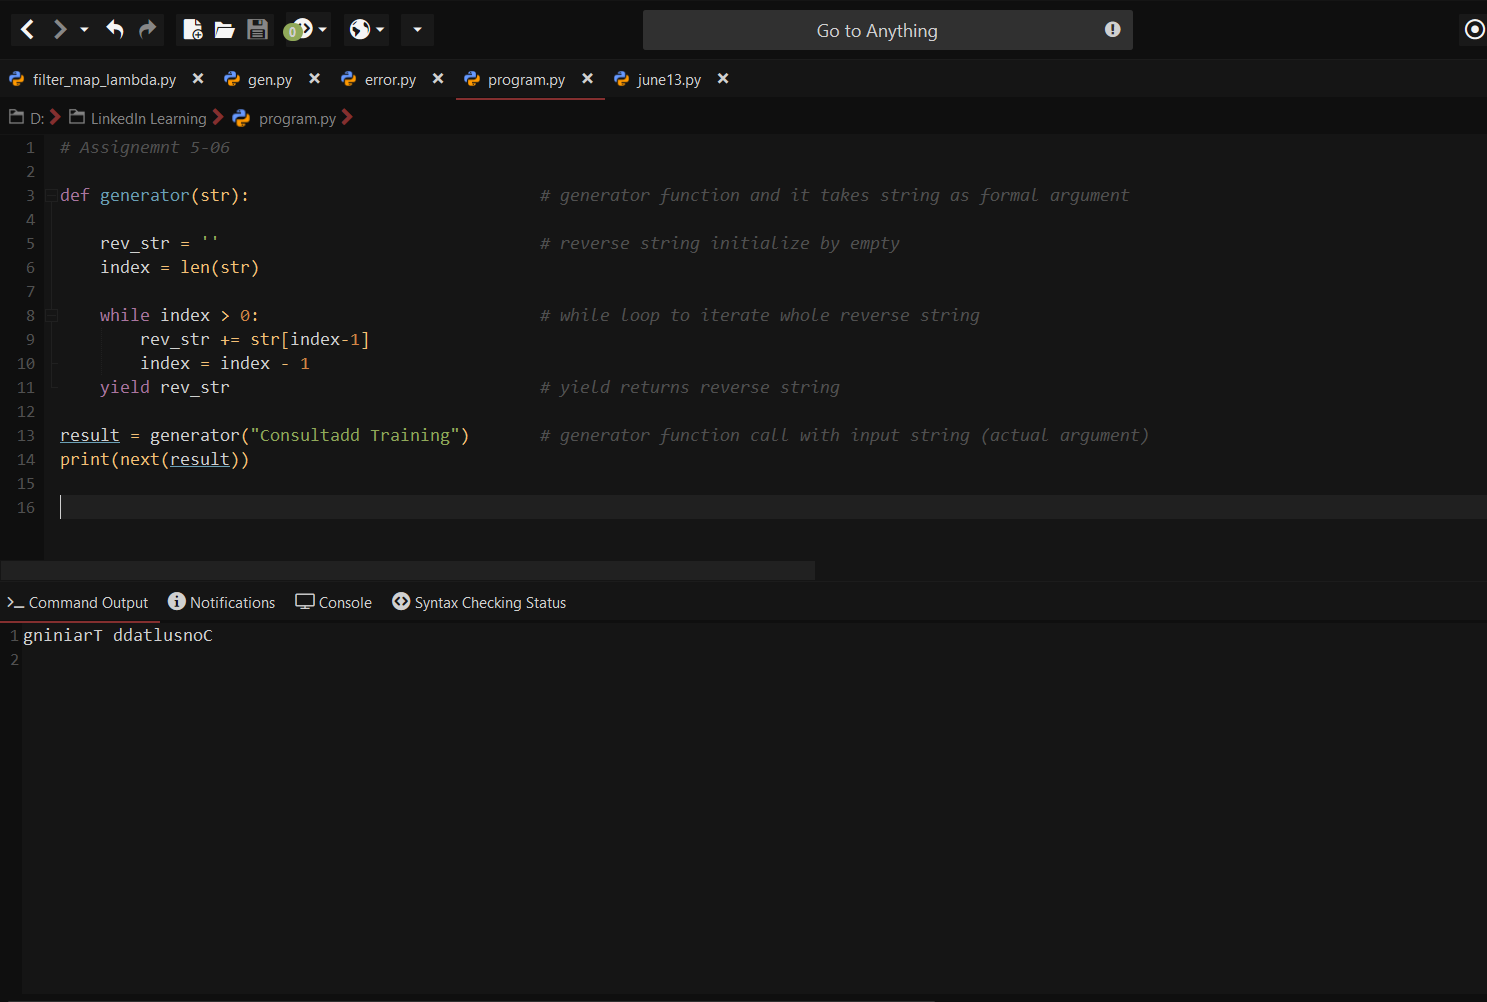 0
Go to Anything
filter_map_lambda.py gen.py error.py program.py june13.py
D: LinkedIn Learning program.py
1 # Assignemnt 5-06
2
3 def generator(str): # generator function and it takes string as formal argument
4
5 rev_str = '' # reverse string initialize by empty
6 index = len(str)
7
8 while index > 0: # while loop to iterate whole reverse string
9 rev_str += str[index-1]
10 index = index - 1
11 yield rev_str # yield returns reverse string
12
13 result = generator("Consultadd Training") # generator function call with input string (actual argument)
14 print(next(result))
15
16
Command Output Notifications Console Syntax Checking Status
1 gniniarT ddatlusnoC
2